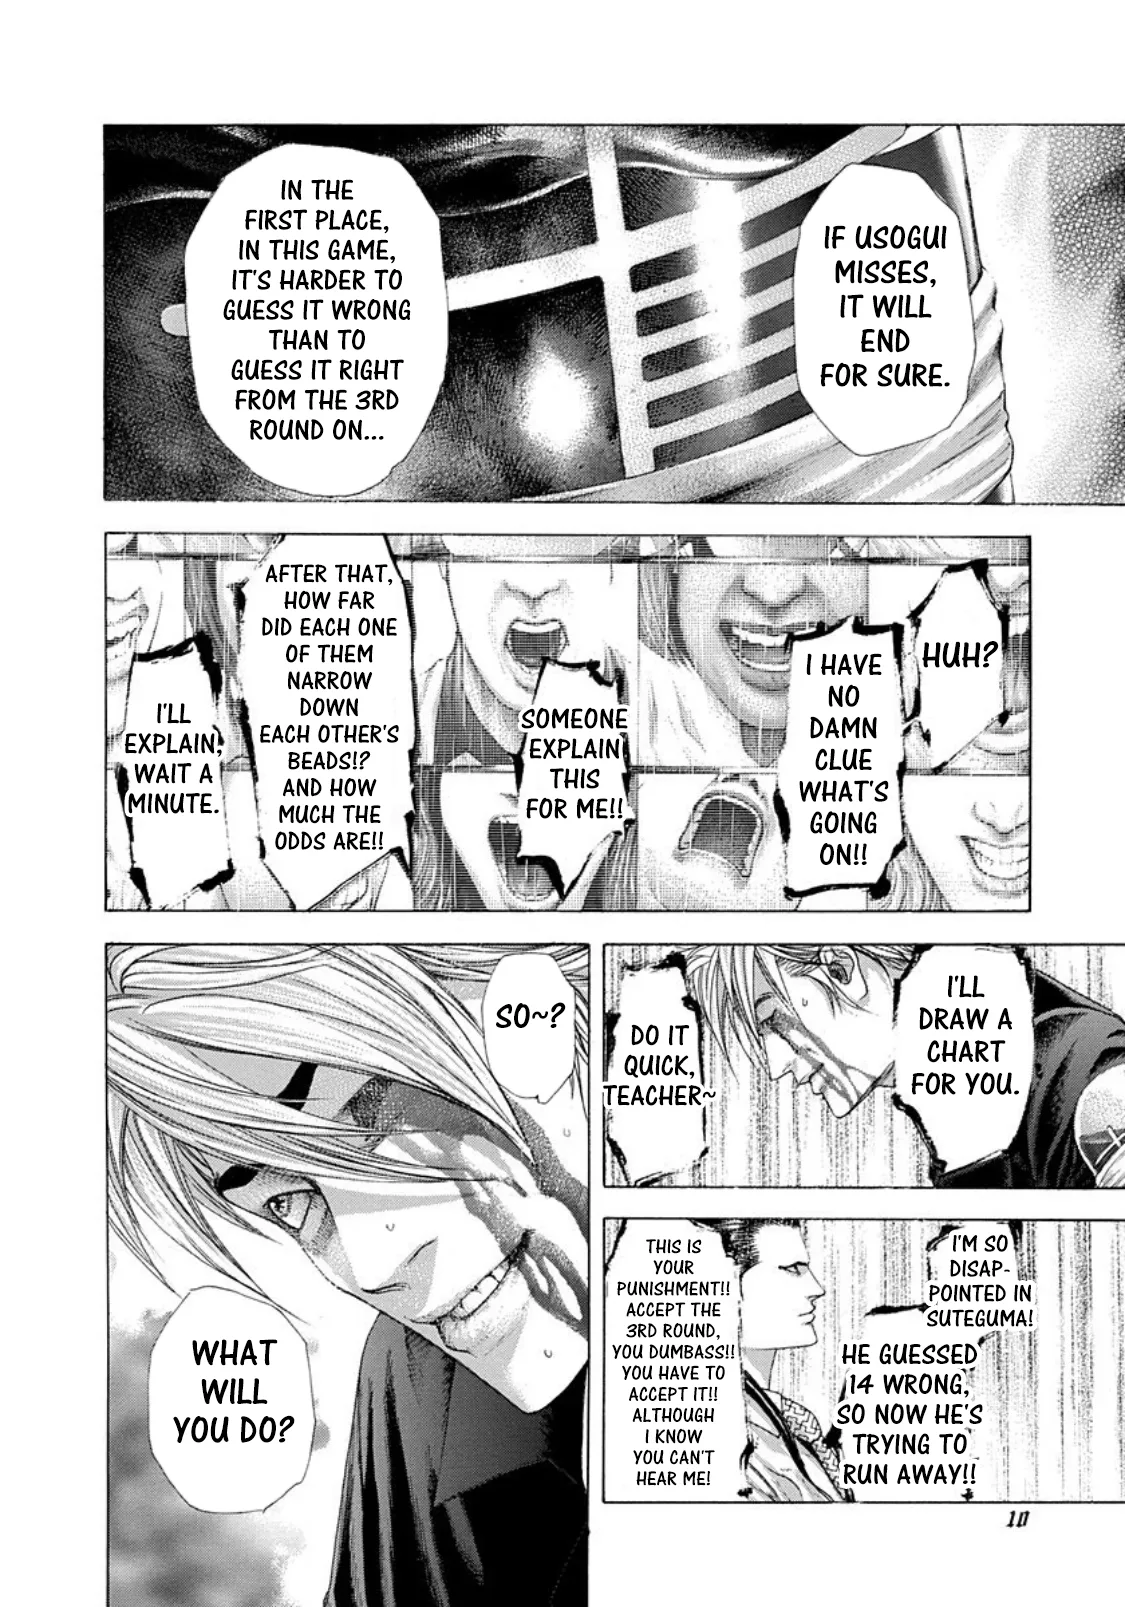 IF USOGUI
MISSES,
IT WILL
END
FOR SURE.
IN THE
FIRST PLACE,
IN THIS GAME,
IT'S HARDER TO
GUESS IT WRONG
THAN TO
GUESS IT RIGHT
FROM THE 3RD
ROUND ON...
HUH?
I HAVE
NO
DAMN
CLUE
WHAT'S
GOING
ON!!
SOMEONE
EXPLAIN
THIS
FOR ME!!
AFTER THAT,
HOW FAR
DID EACH ONE
OF THEM
NARROW
DOWN
EACH OTHER'S
BEADS!?
AND HOW
MUCH THE
ODDS ARE!!
I'LL
EXPLAIN,
WAIT A
MINUTE.
I'LL
DRAW A
CHART
FOR YOU.
DO IT
QUICK,
TEACHER~
I'M SO
DISAP-
POINTED IN
SUTEGUMA!
HE GUESSED
14 WRONG,
SO NOW HE'S
TRYING TO
RUN AWAY!!
THIS IS
YOUR
PUNISHMENT!!
ACCEPT THE
3RD ROUND,
YOU DUMBASS!!
YOU HAVE TO
ACCEPT IT!!
ALTHOUGH
I KNOW
YOU CAN'T
HEAR ME!
SO~?
WHAT
WILL
YOU DO?
10